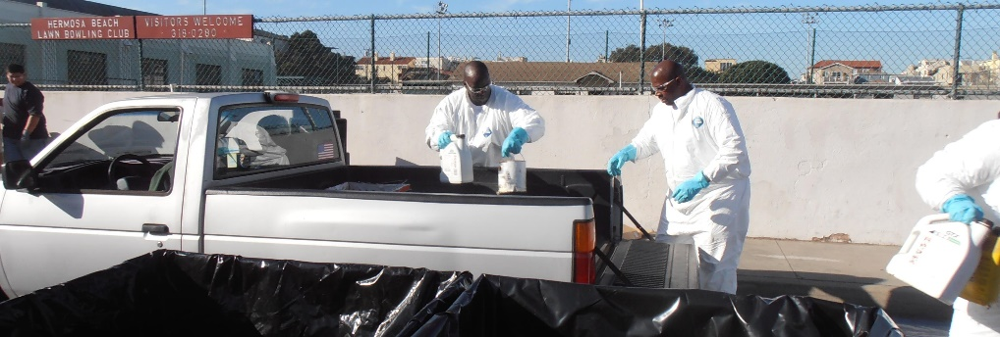 HERMOSA BEACH
LAWN BOWLING CLUB
VISITORS WELCOME
318-0280